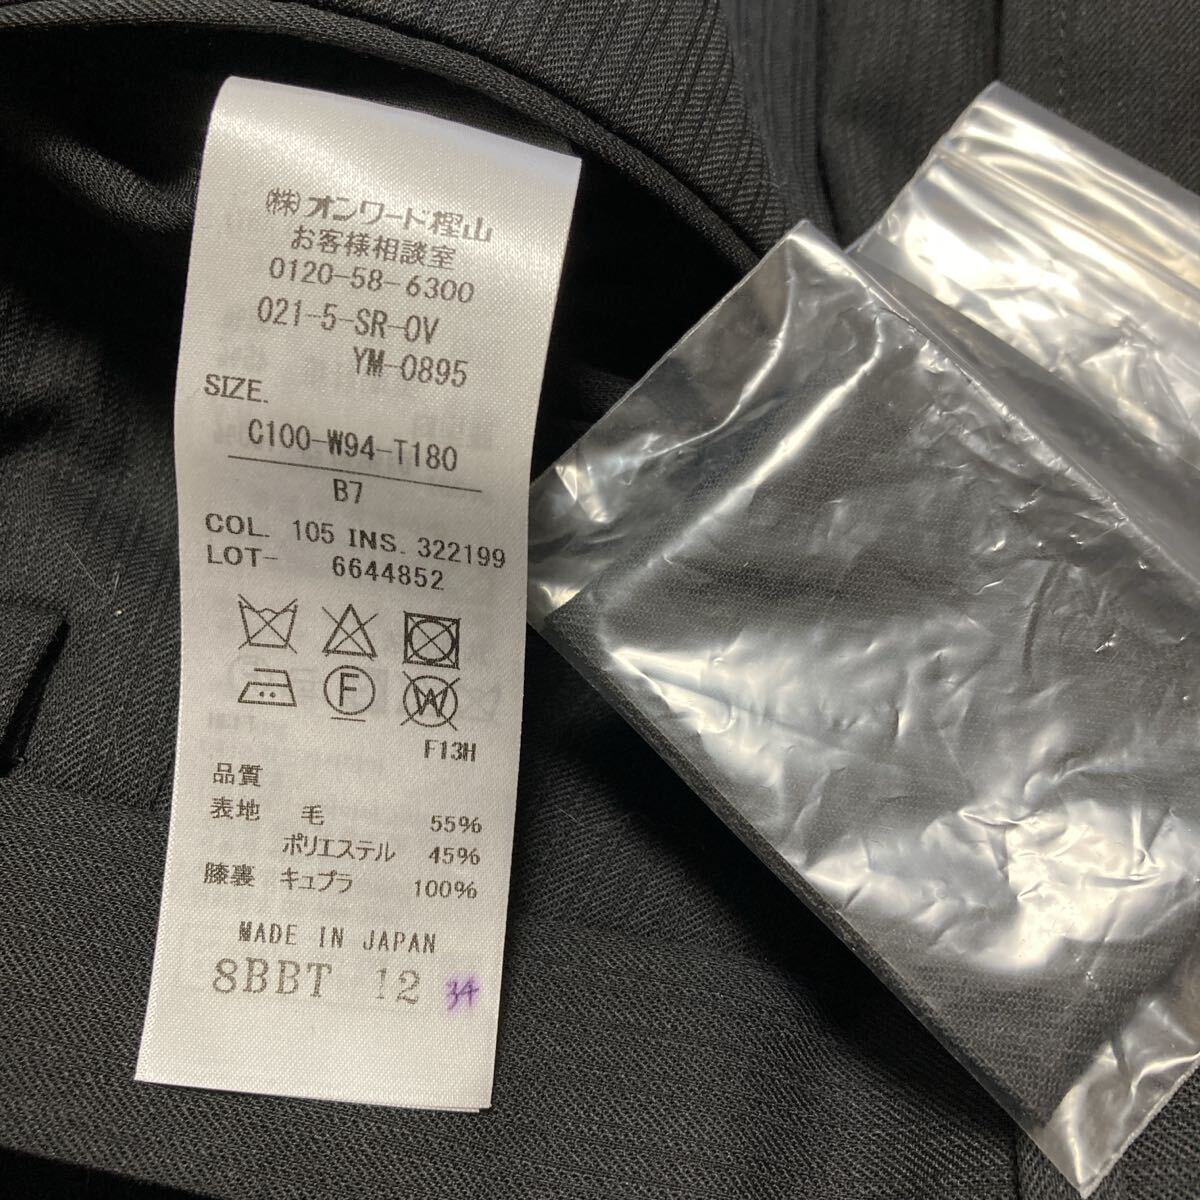 ㈱オンワード樫山
お客様相談室
0120-58-6300
021-5-SR-OV
YM-0895
SIZE.
C100-W94-T180
B7
COL. 105 INS. 322199
LOT- 6644852
F
W
F13H
品質
表地 毛 55%
ポリエステル 45%
膝裏 キュプラ 100%
MADE IN JAPAN
8BBT 12 34